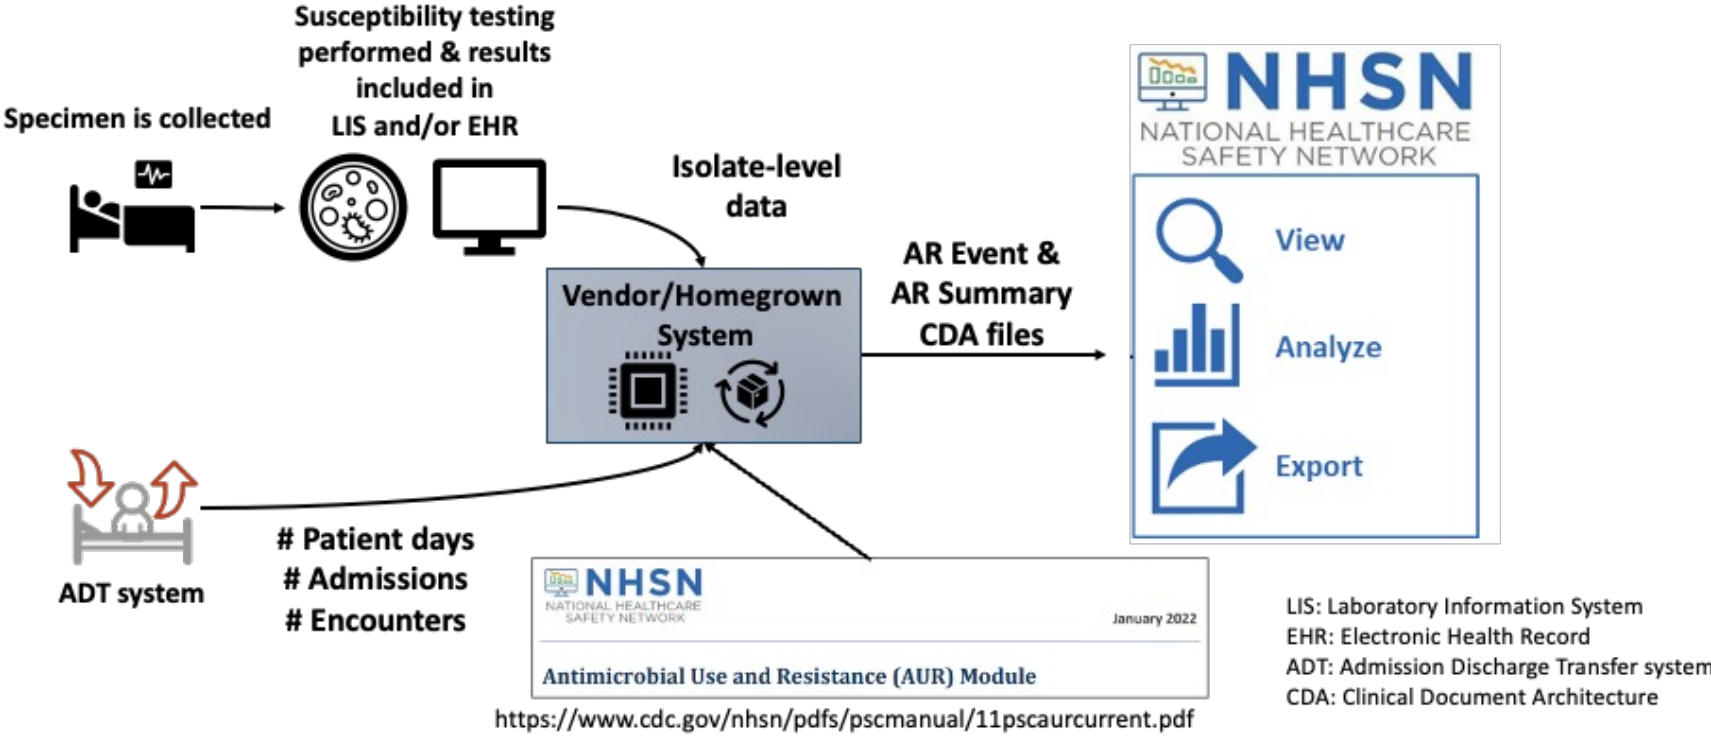 Susceptibility testing
performed & results
included in
LIS and/or EHR
Specimen is collected
Isolate-level
data
Vendor/Homegrown
System
AR Event &
AR Summary
CDA files
NHSN
NATIONAL HEALTHCARE
SAFETY NETWORK
View
Analyze
Export
ADT system
# Patient days
# Admissions
# Encounters
NHSN
NATIONAL HEALTHCARE
SAFETY NETWORK
January 2022
Antimicrobial Use and Resistance (AUR) Module
https://www.cdc.gov/nhsn/pdfs/pscmanual/11pscaurcurrent.pdf
LIS: Laboratory Information System
EHR: Electronic Health Record
ADT: Admission Discharge Transfer system
CDA: Clinical Document Architecture